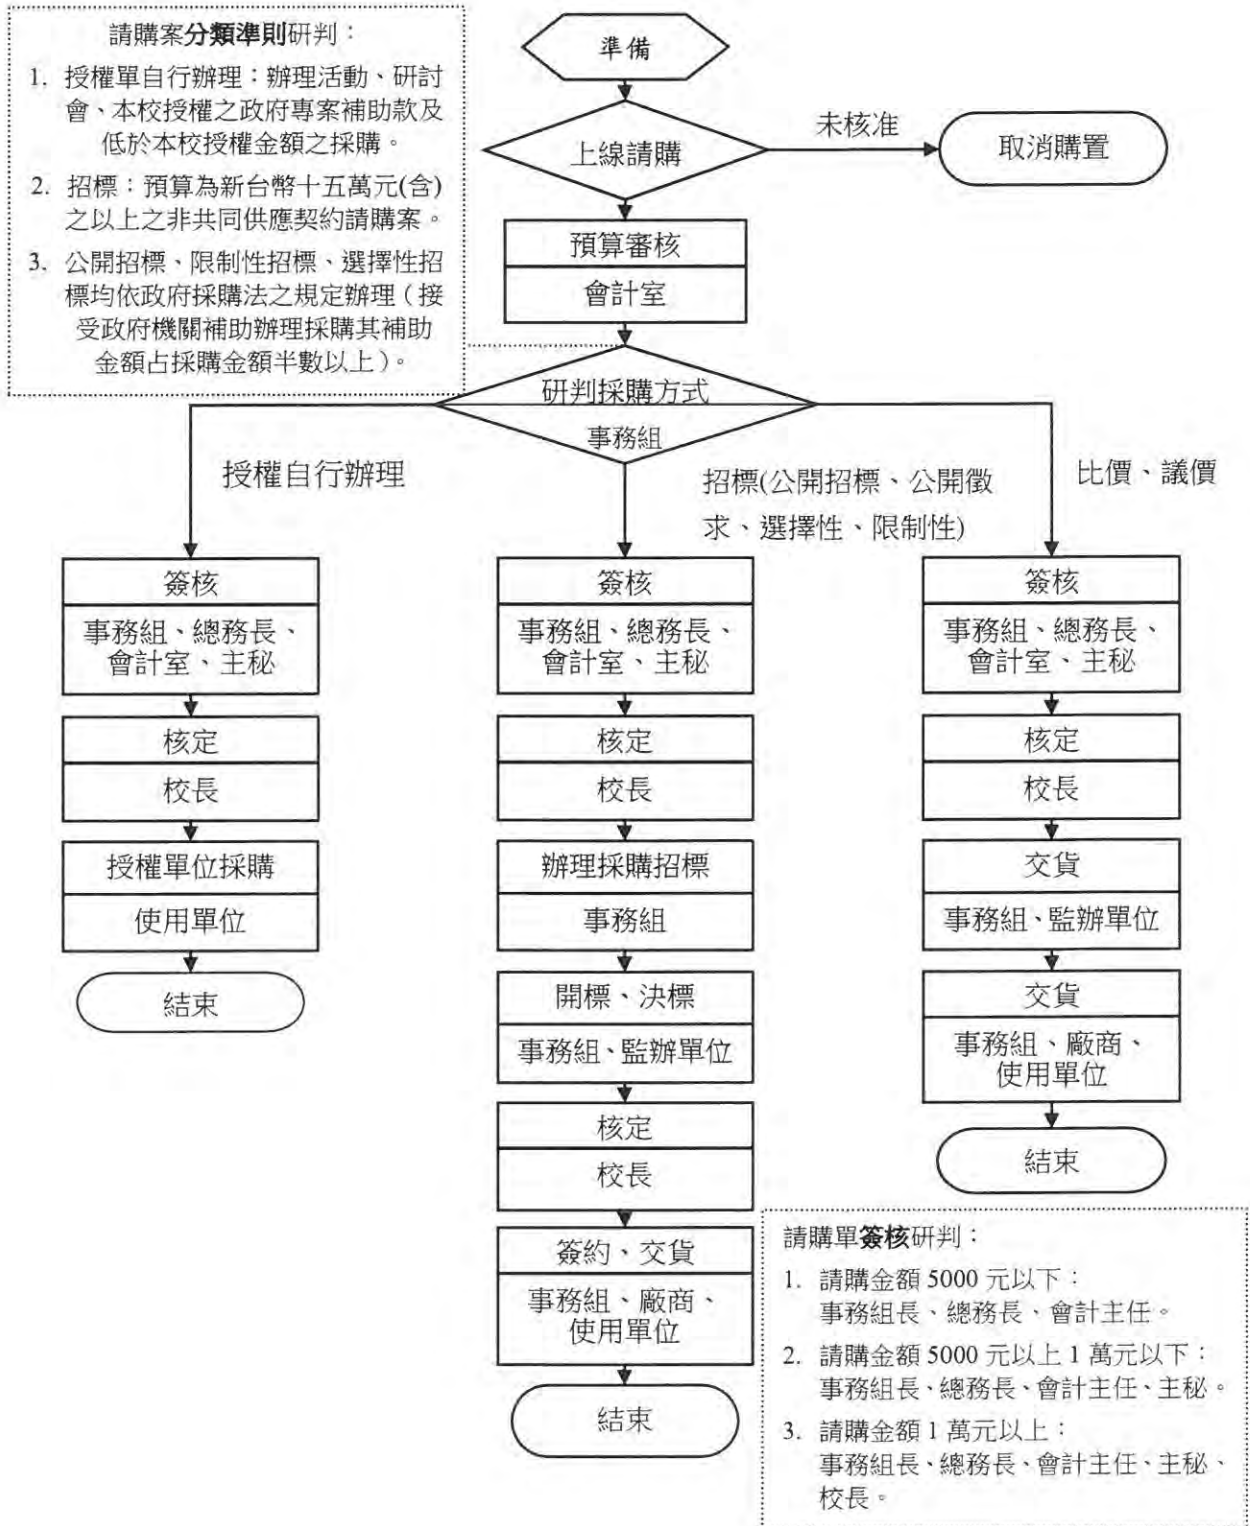 請購案分類準則研判：
1. 授權單自行辦理：辦理活動、研討
會、本校授權之政府專案補助款及
低於本校授權金額之採購。
2. 招標：預算為新台幣十五萬元(含)
之以上之非共同供應契約請購案。
3. 公開招標、限制性招標、選擇性招
標均依政府採購法之規定辦理（接
受政府機關補助辦理採購其補助
金額占採購金額半數以上）。
準備
上線請購
未核准
取消購置
預算審核
會計室
研判採購方式
事務組
授權自行辦理
招標(公開招標、公開徵
求、選擇性、限制性)
比價、議價
簽核
事務組、總務長、
會計室、主秘
核定
校長
授權單位採購
使用單位
結束
簽核
事務組、總務長、
會計室、主秘
核定
校長
辦理採購招標
事務組
開標、決標
事務組、監辦單位
核定
校長
簽約、交貨
事務組、廠商、
使用單位
結束
簽核
事務組、總務長、
會計室、主秘
核定
校長
交貨
事務組、監辦單位
交貨
事務組、廠商、
使用單位
結束
請購單簽核研判：
1. 請購金額 5000 元以下：
事務組長、總務長、會計主任。
2. 請購金額 5000 元以上 1 萬元以下：
事務組長、總務長、會計主任、主秘。
3. 請購金額 1 萬元以上：
事務組長、總務長、會計主任、主秘、
校長。